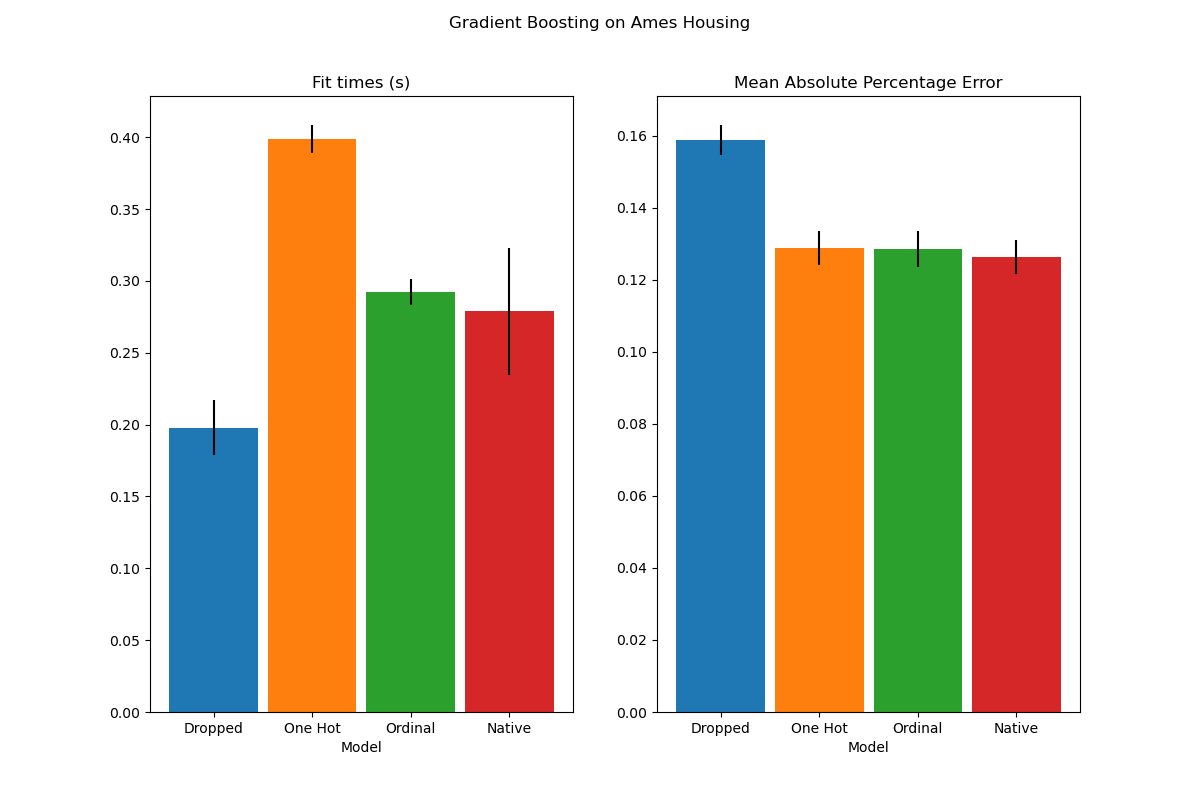 Gradient Boosting on Ames Housing
Fit times (s)
0.40
0.35
0.30
0.25
0.20
0.15
0.10
0.05
0.00
Dropped One Hot Ordinal Native
Model
Mean Absolute Percentage Error
0.16
0.14
0.12
0.10
0.08
0.06
0.04
0.02
0.00
Dropped One Hot Ordinal Native
Model